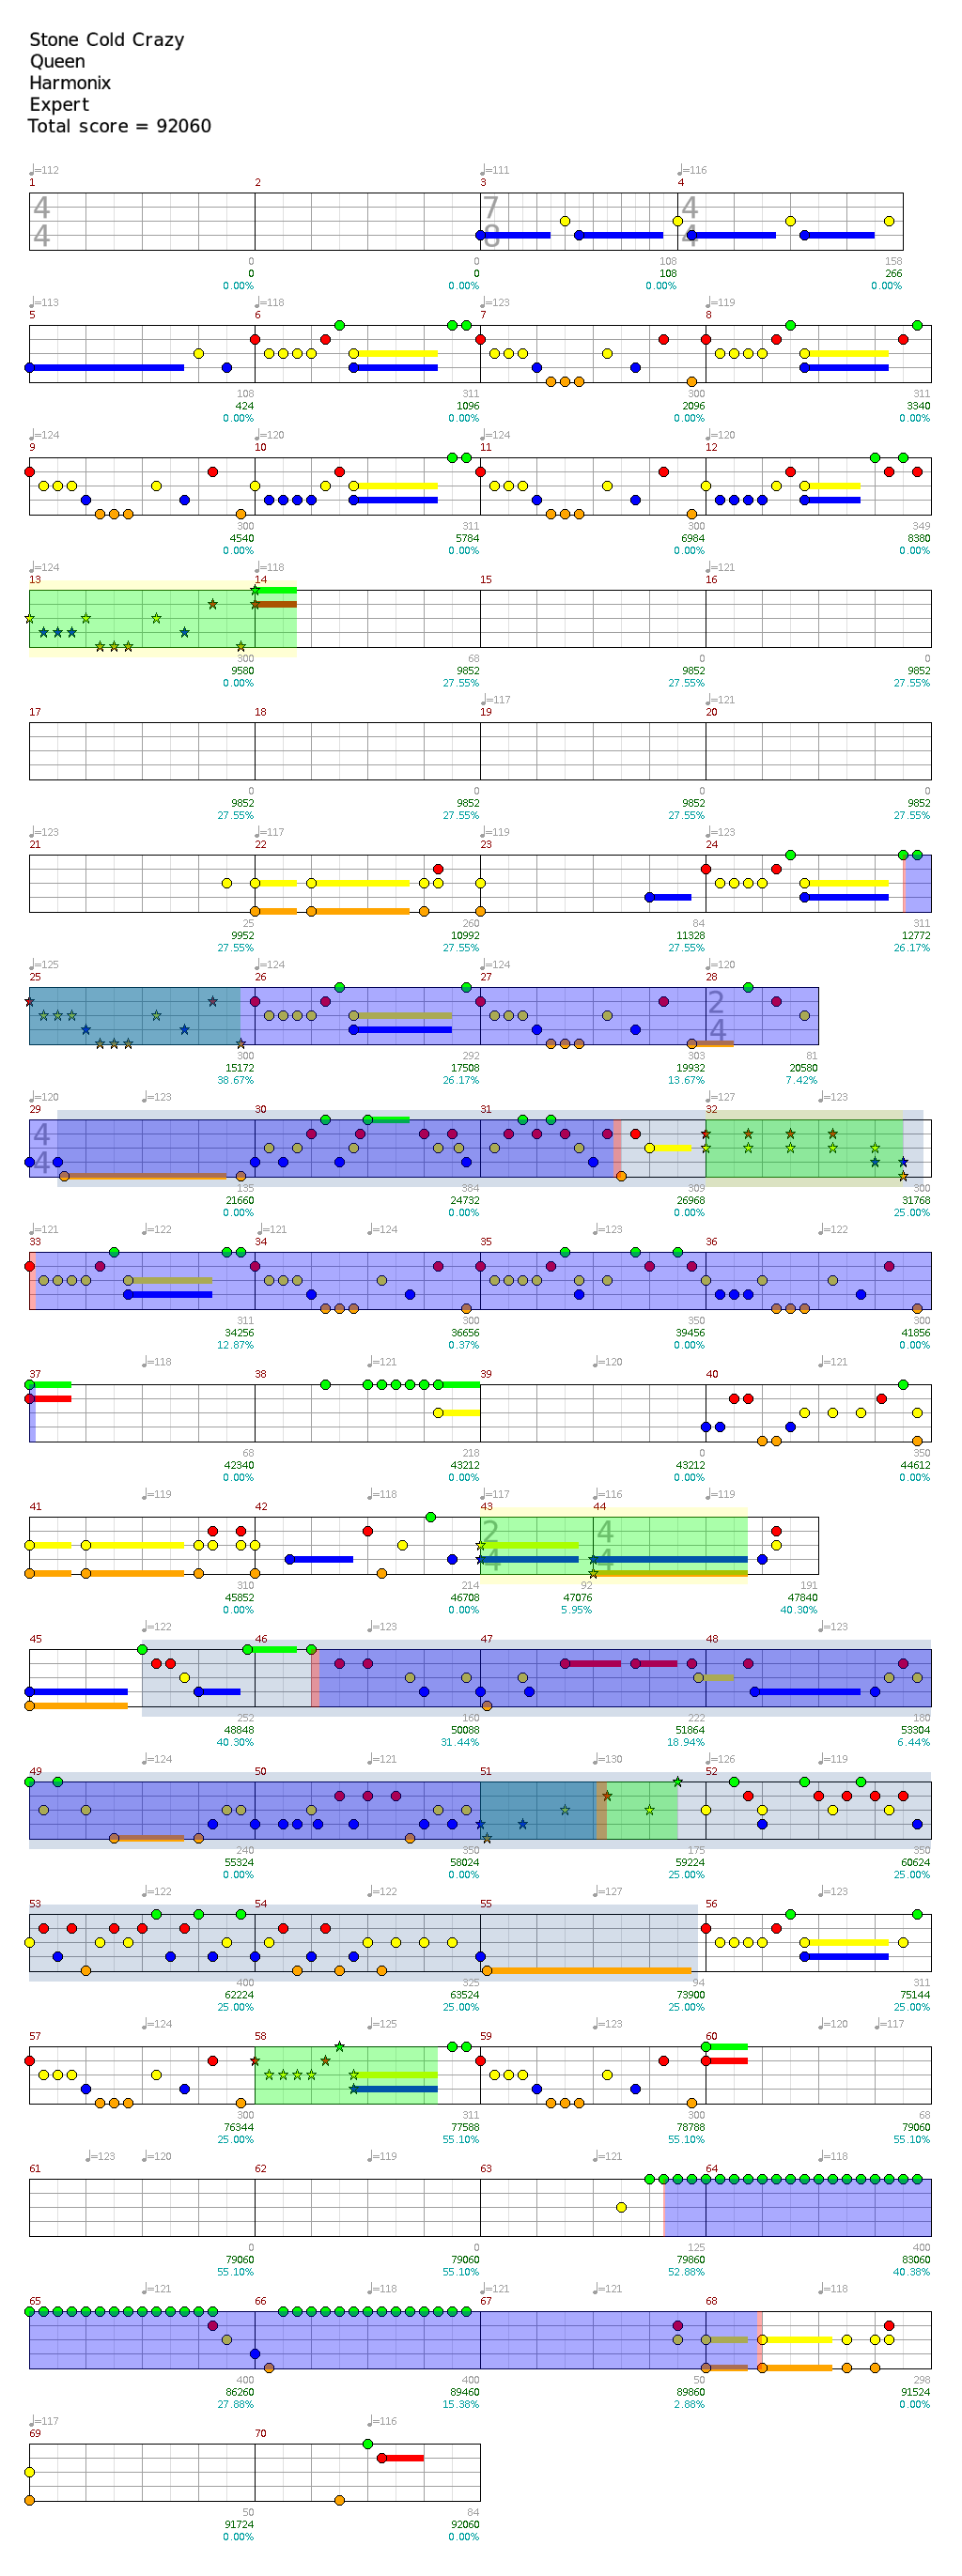 Stone Cold Crazy
Queen
Harmonix
Expert
Total score = 92060
♩=112 ♩=111 ♩=116
1 2 3 4
4 4 7 8 4 4
0 0 108 158
0 0 108 266
0.00% 0.00% 0.00% 0.00%
♩=113 ♩=118 ♩=123 ♩=119
5 6 7 8
108 311 300 311
424 1096 2096 3340
0.00% 0.00% 0.00% 0.00%
♩=124 ♩=120 ♩=124 ♩=120
9 10 11 12
300 311 300 349
4540 5784 6984 8380
0.00% 0.00% 0.00% 0.00%
♩=124 ♩=118 ♩=121
13 14 15 16
300 68 0 0
9580 9852 9852 9852
0.00% 27.55% 27.55% 27.55%
♩=117 ♩=121
17 18 19 20
0 0 0 0
9852 9852 9852 9852
27.55% 27.55% 27.55% 27.55%
♩=123 ♩=117 ♩=119 ♩=123
21 22 23 24
25 260 84 311
9952 10992 11328 12772
27.55% 27.55% 27.55% 26.17%
♩=125 ♩=124 ♩=124 ♩=120
25 26 27 28
2 4
300 292 303 81
15172 17508 19932 20580
38.67% 26.17% 13.67% 7.42%
♩=120 ♩=123 ♩=127 ♩=123
29 30 31 32
4 4
135 384 309 300
21660 24732 26968 31768
0.00% 0.00% 0.00% 25.00%
♩=121 ♩=122 ♩=121 ♩=124 ♩=123 ♩=122
33 34 35 36
311 300 350 300
34256 36656 39456 41856
12.87% 0.37% 0.00% 0.00%
♩=118 ♩=121 ♩=120 ♩=121
37 38 39 40
68 218 0 350
42340 43212 43212 44612
0.00% 0.00% 0.00% 0.00%
♩=119 ♩=118 ♩=117 ♩=116 ♩=119
41 42 43 44
2 4 4 4
310 214 92 191
45852 46708 47076 47840
0.00% 0.00% 5.95% 40.30%
♩=122 ♩=123 ♩=123
45 46 47 48
252 160 222 180
48848 50088 51864 53304
40.30% 31.44% 18.94% 6.44%
♩=124 ♩=121 ♩=130 ♩=126 ♩=119
49 50 51 52
240 350 175 350
55324 58024 59224 60624
0.00% 0.00% 25.00% 25.00%
♩=122 ♩=122 ♩=127 ♩=123
53 54 55 56
400 325 94 311
62224 63524 73900 75144
25.00% 25.00% 25.00% 25.00%
♩=124 ♩=125 ♩=123 ♩=120 ♩=117
57 58 59 60
300 311 300 68
76344 77588 78788 79060
25.00% 55.10% 55.10% 55.10%
♩=123 ♩=120 ♩=119 ♩=121 ♩=118
61 62 63 64
0 0 125 400
79060 79060 79860 83060
55.10% 55.10% 52.88% 40.38%
♩=121 ♩=118 ♩=121 ♩=121 ♩=118
65 66 67 68
400 400 50 298
86260 89460 89860 91524
27.88% 15.38% 2.88% 0.00%
♩=117 ♩=116
69 70
50 84
91724 92060
0.00% 0.00%